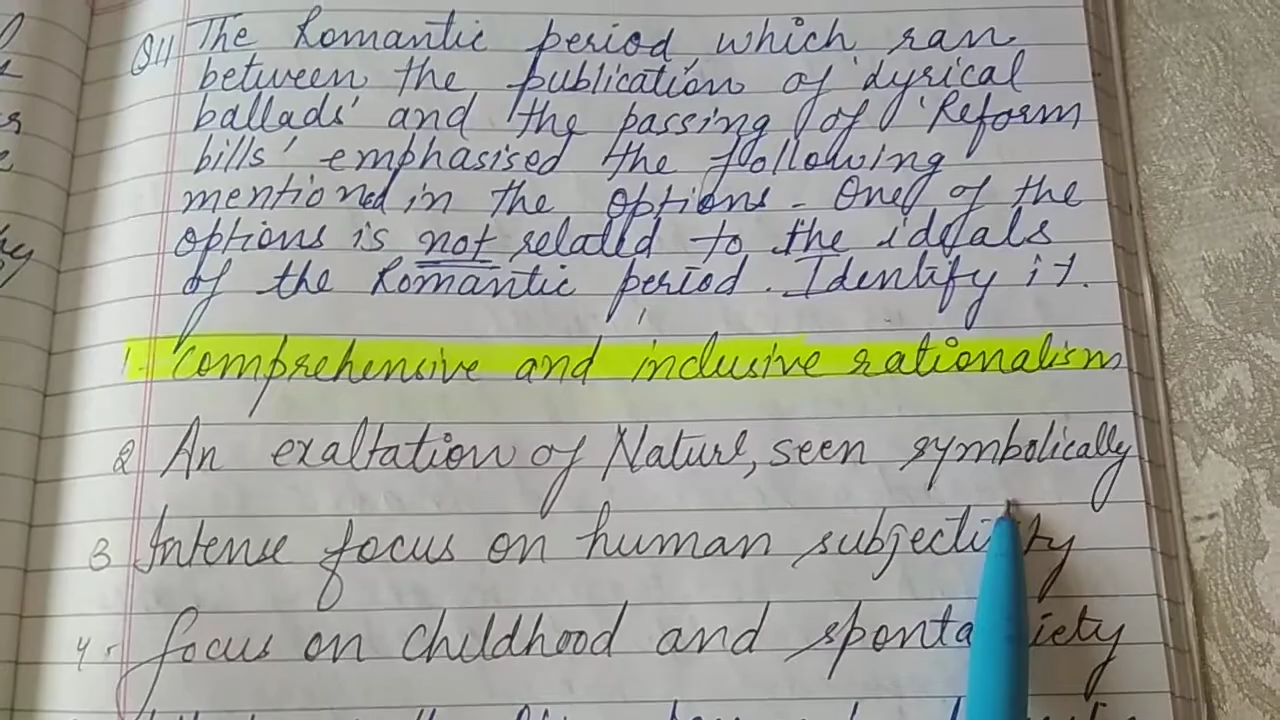 Q11 The Romantic period which ran
between the publication of 'Lyrical
ballads' and the passing of 'Reform
bills' emphasised the following
mentioned in the options - One of the
options is not related to the ideals
of the Romantic period. Identify it.
1. Comprehensive and inclusive rationalism
2 An exaltation of Nature, seen symbolically
3 Intense focus on human subjectivity
4. focus on childhood and